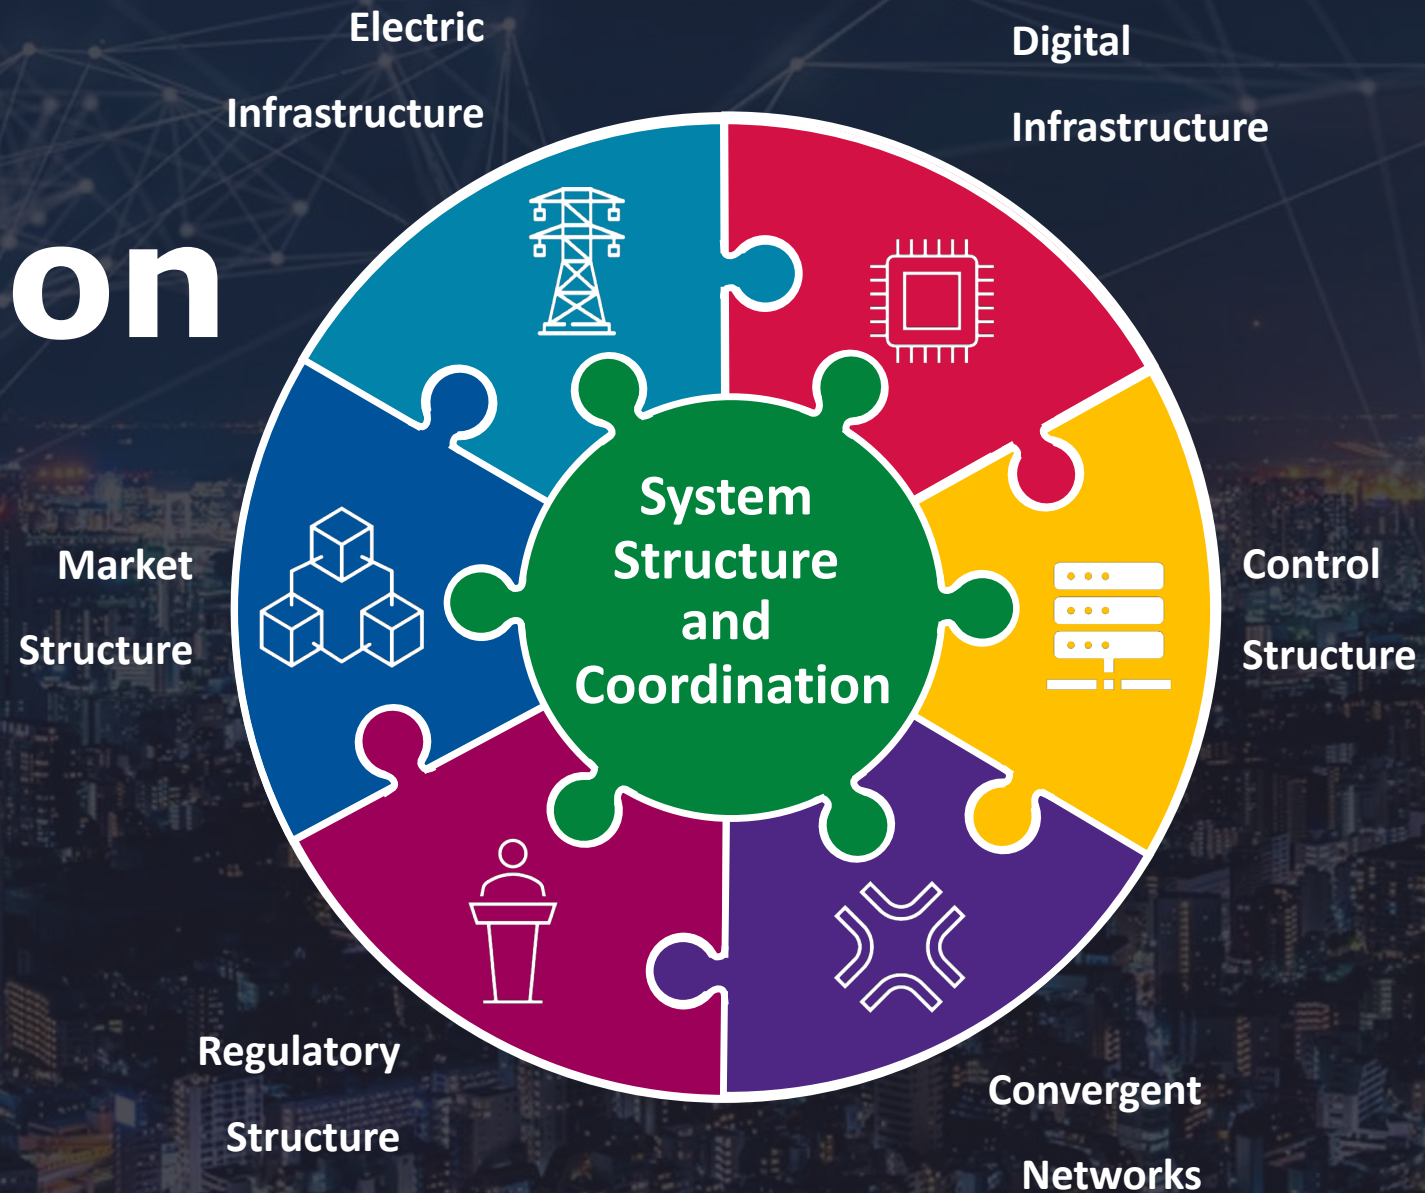 Electric
Infrastructure
Digital
Infrastructure
on
System
Structure
and
Coordination
Market
Structure
Control
Structure
Regulatory
Structure
Convergent
Networks